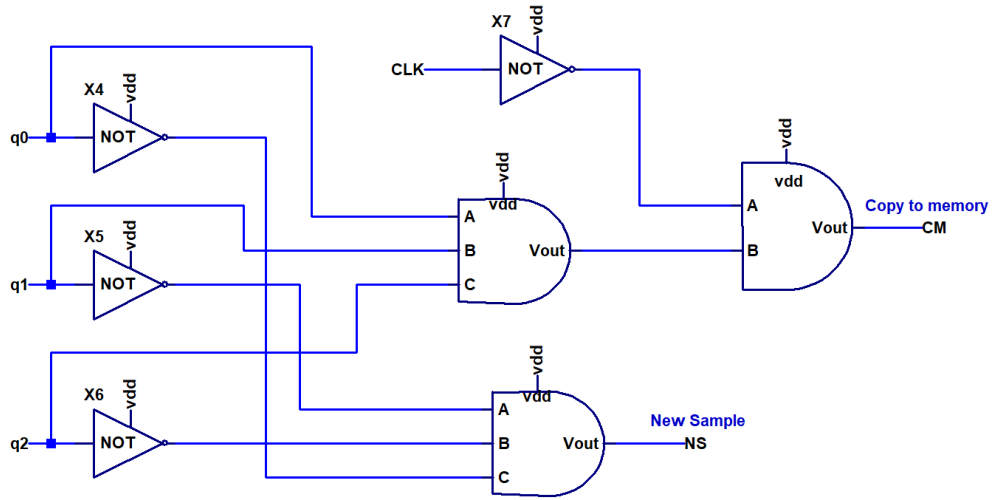 X7
vdd
CLK
NOT
X4
vdd
q0
NOT
vdd
vdd
vdd
vdd
A
B
C
Vout
A
B
Vout
Copy to memory
CM
X5
vdd
q1
NOT
X6
vdd
q2
NOT
vdd
vdd
A
B
C
Vout
New Sample
NS